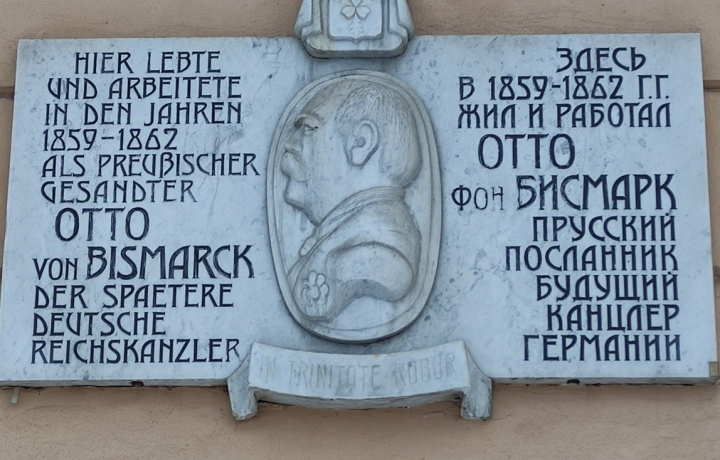 HIER LEBTE
UND ARBEITETE
IN DEN JAHREN
1859-1862
ALS PREUßISCHER
GESANDTER
OTTO
VON BISMARCK
DER SPAETERE
DEUTSCHE
REICHSKANZLER
IN TRINITOTE ROBUR
ЗДЕСЬ
В 1859-1862 Г.Г.
ЖИЛ И РАБОТАЛ
ОТТО
ФОН БИСМАРК
ПРУССКИЙ
ПОСЛАННИК
БУДУЩИЙ
КАНЦЛЕР
ГЕРМАНИИ